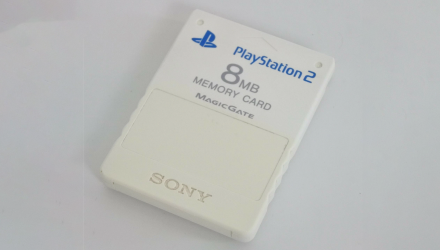 PlayStation 2
8MB
MEMORY CARD
MAGICGATE
SONY